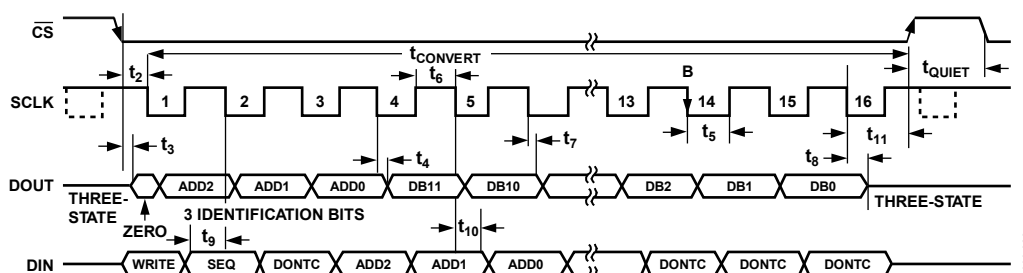 CS
tCONVERT
t2 t6 B tQUIET
SCLK 1 2 3 4 5 13 14 15 16
t3 t4 t7 t5 t8 t11
DOUT ADD2 ADD1 ADD0 DB11 DB10 DB2 DB1 DB0
THREE-STATE THREE-STATE
ZERO 3 IDENTIFICATION BITS
t9 t10
DIN WRITE SEQ DONTC ADD2 ADD1 ADD0 DONTC DONTC DONTC